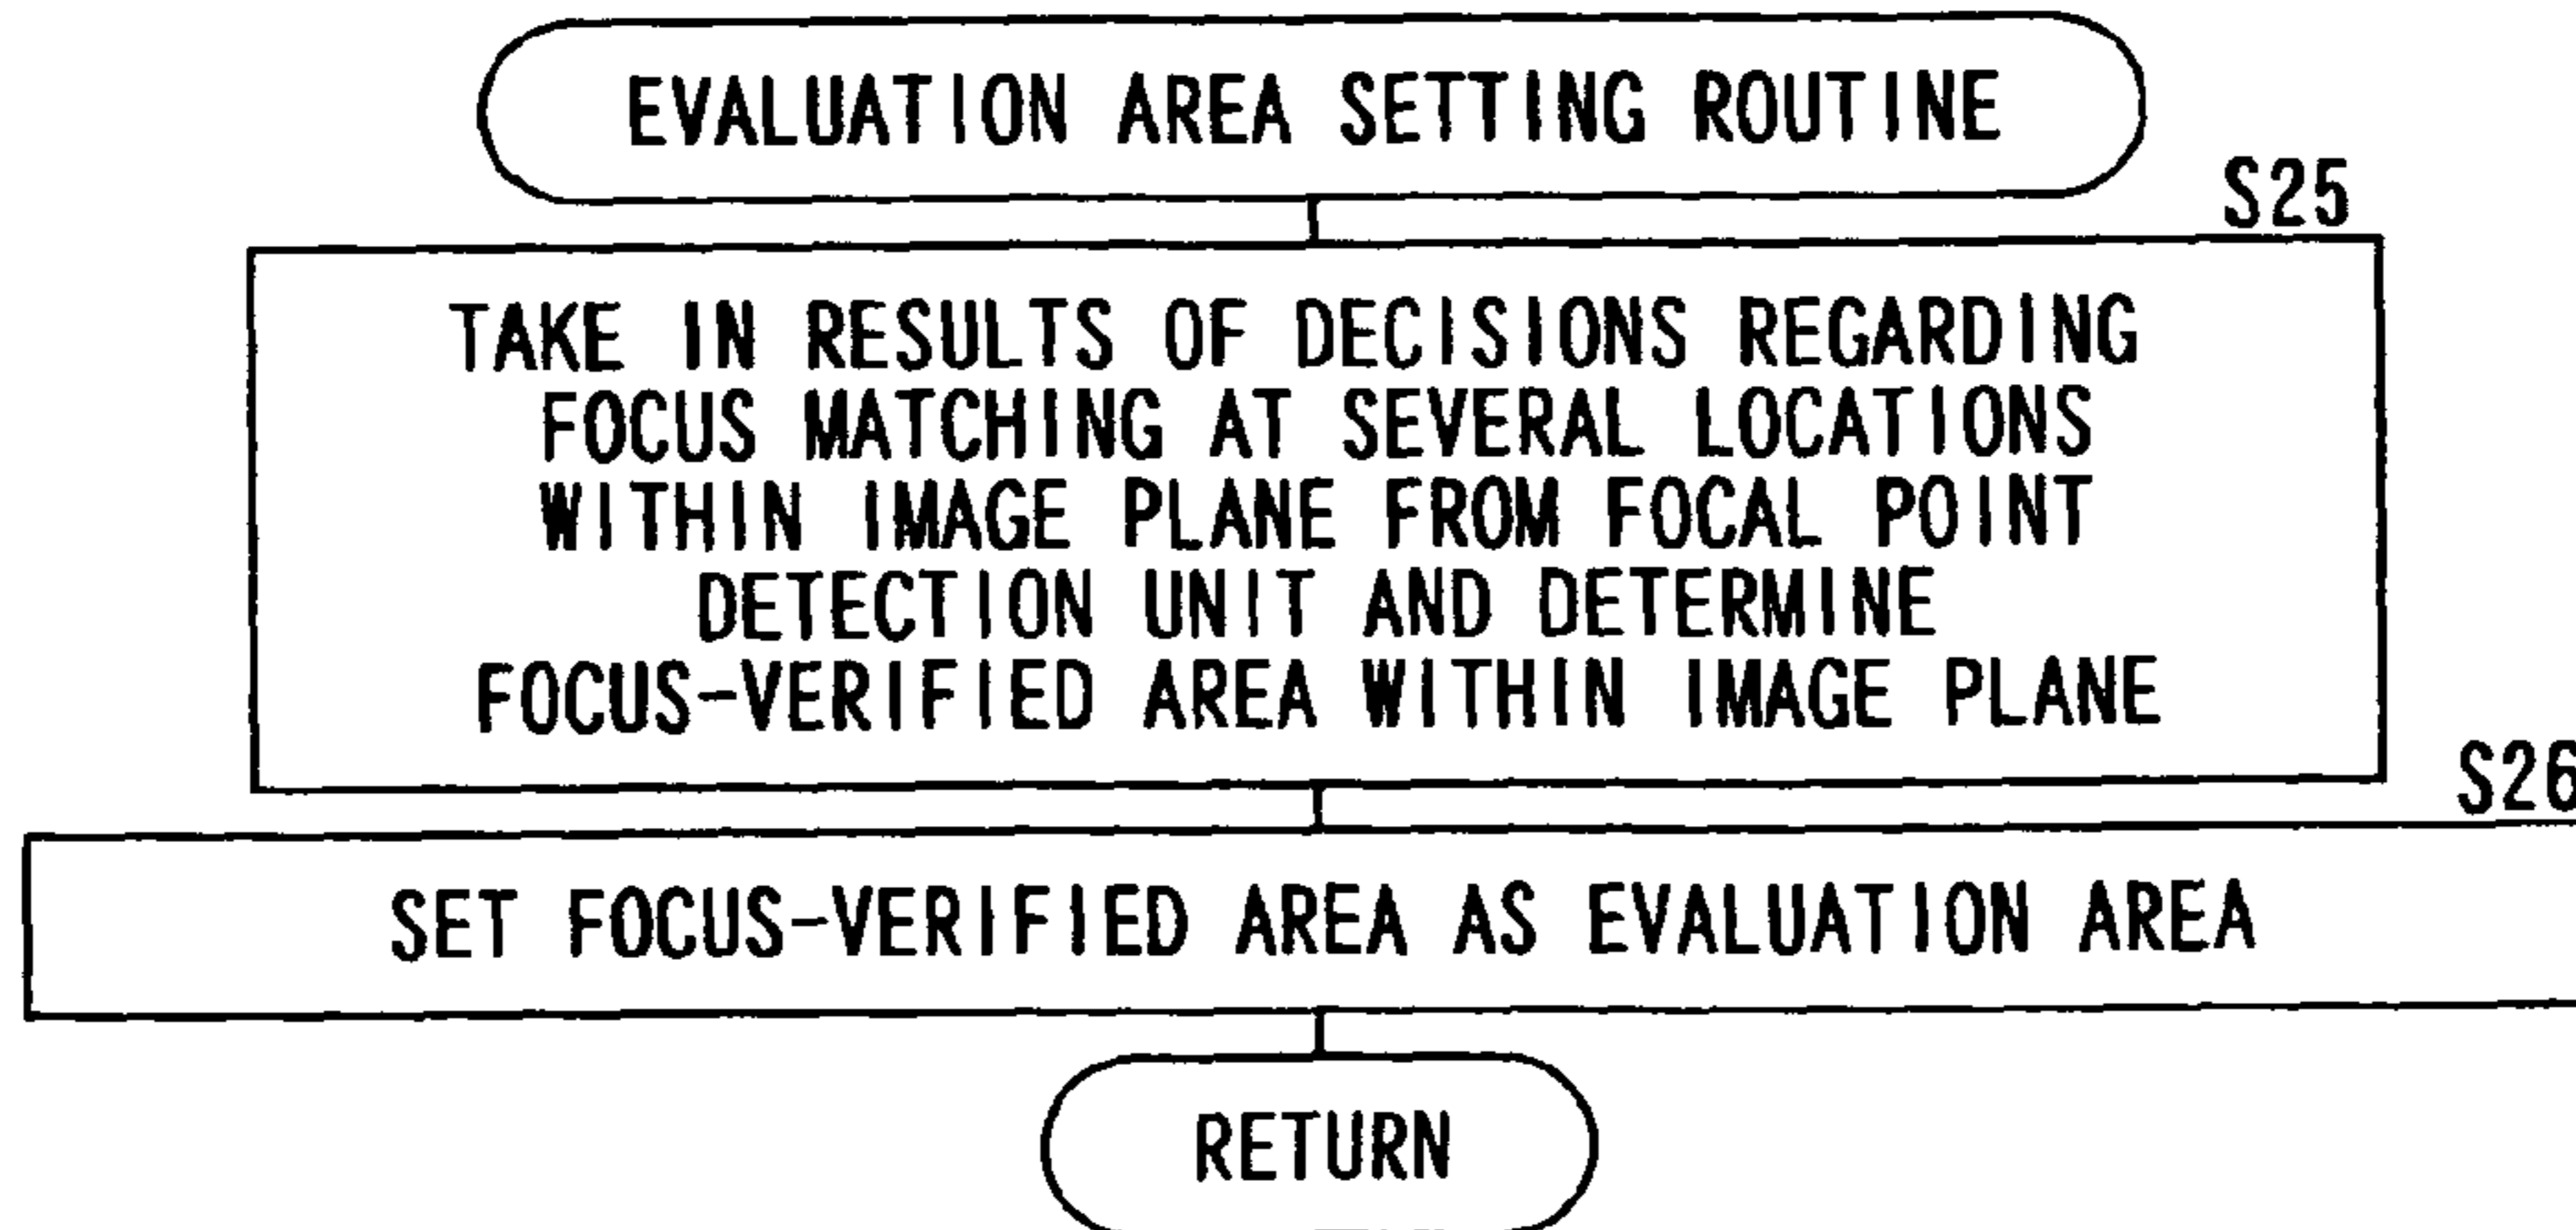 EVALUATION AREA SETTING ROUTINE
S25
TAKE IN RESULTS OF DECISIONS REGARDING
FOCUS MATCHING AT SEVERAL LOCATIONS
WITHIN IMAGE PLANE FROM FOCAL POINT
DETECTION UNIT AND DETERMINE
FOCUS-VERIFIED AREA WITHIN IMAGE PLANE
S26
SET FOCUS-VERIFIED AREA AS EVALUATION AREA
RETURN